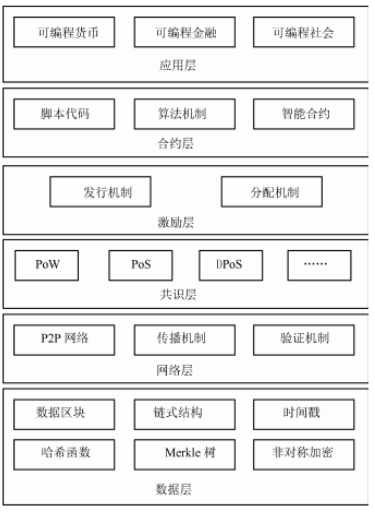 可编程货币 可编程金融 可编程社会
应用层
脚本代码 算法机制 智能合约
合约层
发行机制 分配机制
激励层
PoW PoS DPoS ……
共识层
P2P 网络 传播机制 验证机制
网络层
数据区块 链式结构 时间戳
哈希函数 Merkle 树 非对称加密
数据层